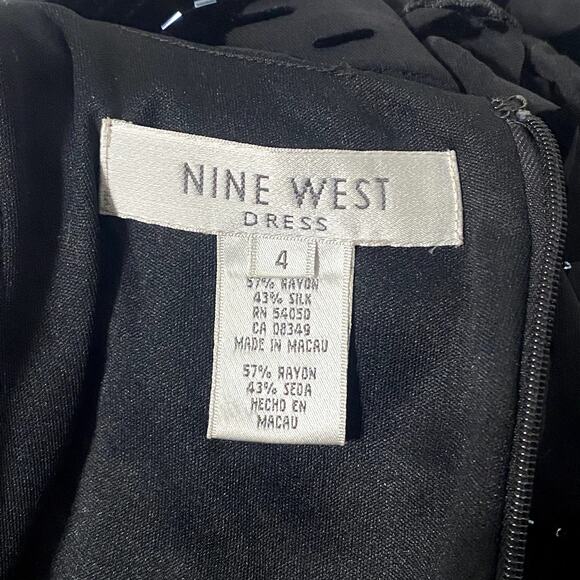 NINE WEST
DRESS
4
57% RAYON
43% SILK
RN 54050
CA 08349
MADE IN MACAU
57% RAYON
43% SEDA
HECHO EN
MACAU